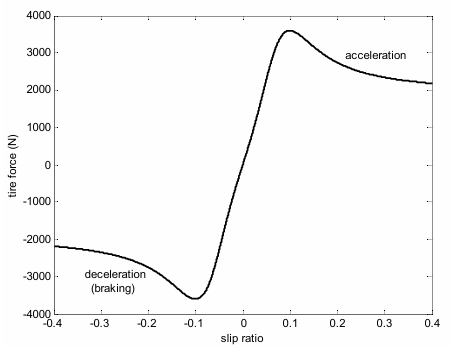 4000
3000
2000
1000
0
-1000
-2000
-3000
-4000
tire force (N)
acceleration
deceleration
(braking)
-0.4 -0.3 -0.2 -0.1 0 0.1 0.2 0.3 0.4
slip ratio